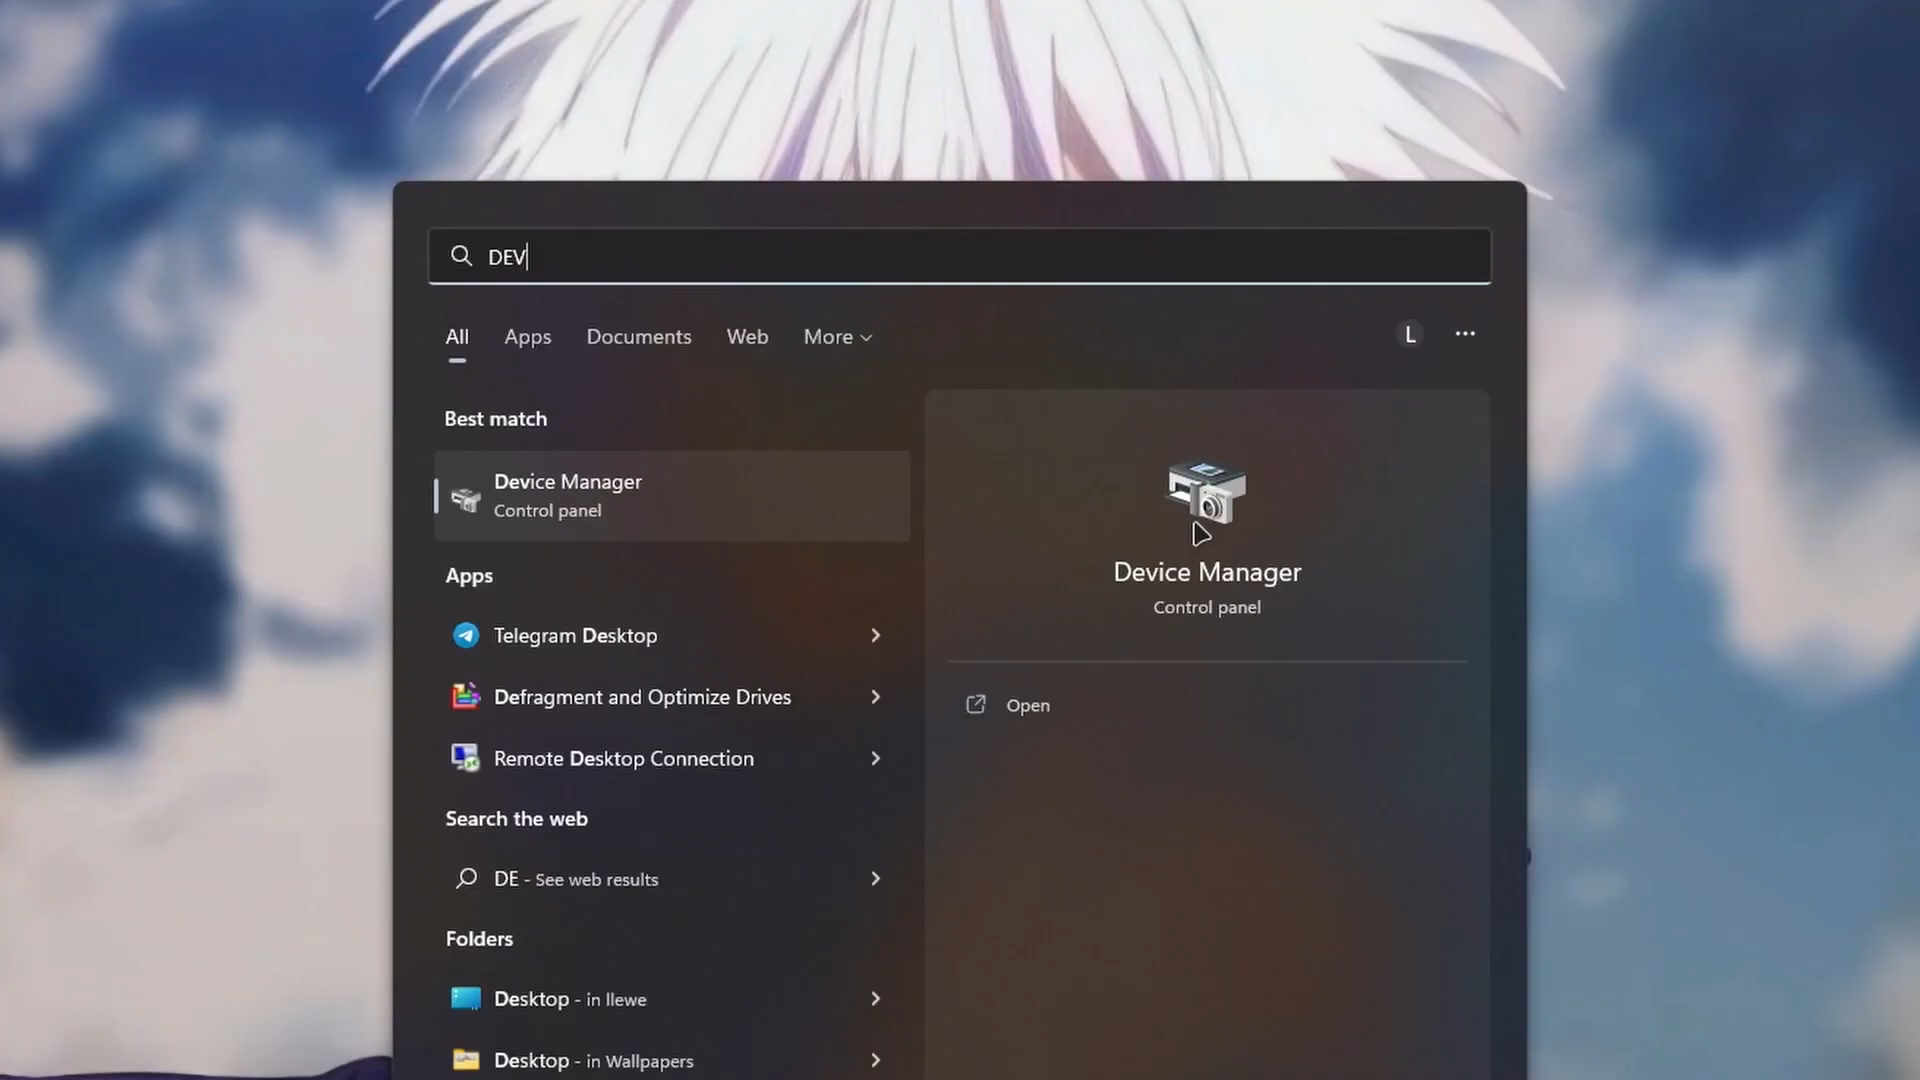 DEV
All Apps Documents Web More
L
Best match
Device Manager
Control panel
Apps
Telegram Desktop
Defragment and Optimize Drives
Remote Desktop Connection
Search the web
DE - See web results
Folders
Desktop - in llewe
Desktop - in Wallpapers
Device Manager
Control panel
Open